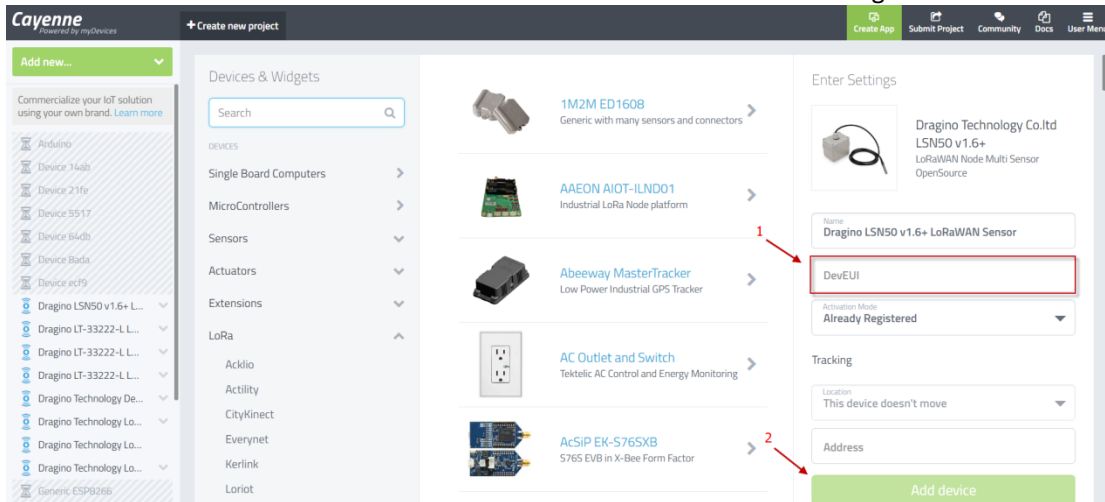 Cayenne
Powered by myDevices
+ Create new project
Create App
Submit Project
Community
Docs
User Menu
Add new...
Commercialize your IoT solution
using your own brand. Learn more
Arduino
Device 14ab
Device 21fe
Device 5517
Device 64db
Device 8ada
Device ecf9
Dragino LSN50 v1.6+ L...
Dragino LT-33222-L L...
Dragino LT-33222-L L...
Dragino LT-33222-L L...
Dragino Technology De...
Dragino Technology Lo...
Dragino Technology Lo...
Dragino Technology Lo...
Generic ESP8266
Devices & Widgets
Search
DEVICES
Single Board Computers
MicroControllers
Sensors
Actuators
Extensions
LoRa
Acklio
Actility
CityKinect
Everynet
Kerlink
Loriot
1M2M ED1608
Generic with many sensors and connectors
AAEON AIOT-ILND01
Industrial LoRa Node platform
Abeeway MasterTracker
Low Power Industrial GPS Tracker
AC Outlet and Switch
Tektelic AC Control and Energy Monitoring
AcSiP EK-S76SXB
S76S EVB in X-Bee Form Factor
Enter Settings
Dragino Technology Co.ltd
LSN50 v1.6+
LoRaWAN Node Multi Sensor
OpenSource
Name
Dragino LSN50 v1.6+ LoRaWAN Sensor
1
DevEUI
Activation Mode
Already Registered
Tracking
Location
This device doesn't move
Address
2
Add device